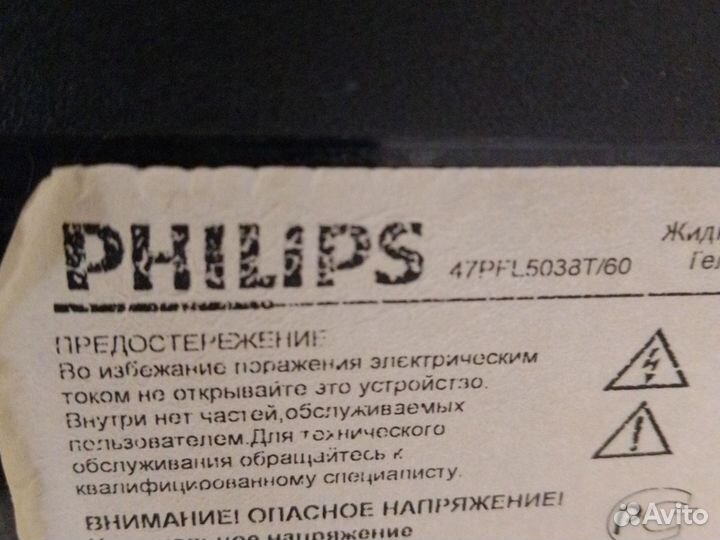 PHILIPS
47PFL5038T/60
ПРЕДОСТЕРЕЖЕНИЕ
Во избежание поражения электрическим
током не открывайте это устройство.
Внутри нет частей,обслуживаемых
пользователем.Для технического
обслуживания обращайтесь к
квалифицированному специалисту.
ВНИМАНИЕ! ОПАСНОЕ НАПРЯЖЕНИЕ!
напряжение
Avito